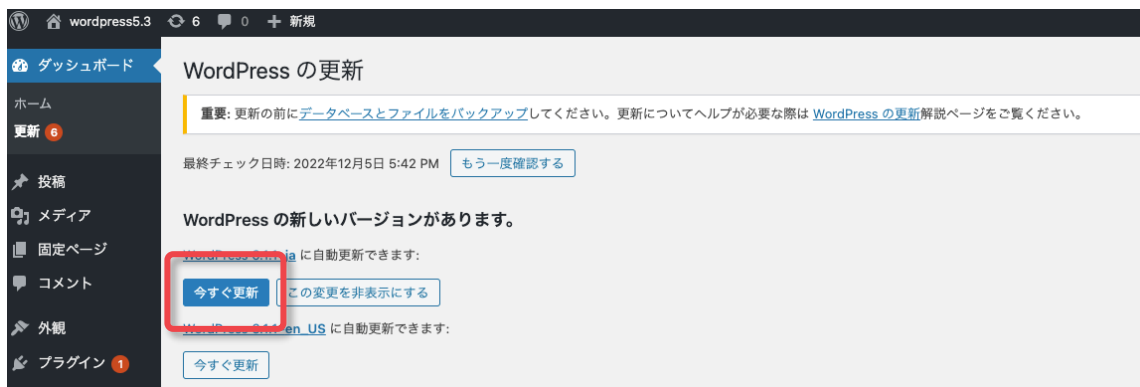 wordpress5.3 6 0 + 新規
ダッシュボード
ホーム
更新 6
投稿
メディア
固定ページ
コメント
外観
プラグイン 1
WordPress の更新
重要: 更新の前にデータベースとファイルをバックアップしてください。更新についてヘルプが必要な際は WordPress の更新解説ページをご覧ください。
最終チェック日時: 2022年12月5日 5:42 PM もう一度確認する
WordPress の新しいバージョンがあります。
ja に自動更新できます:
今すぐ更新 この変更を非表示にする
en_US に自動更新できます:
今すぐ更新